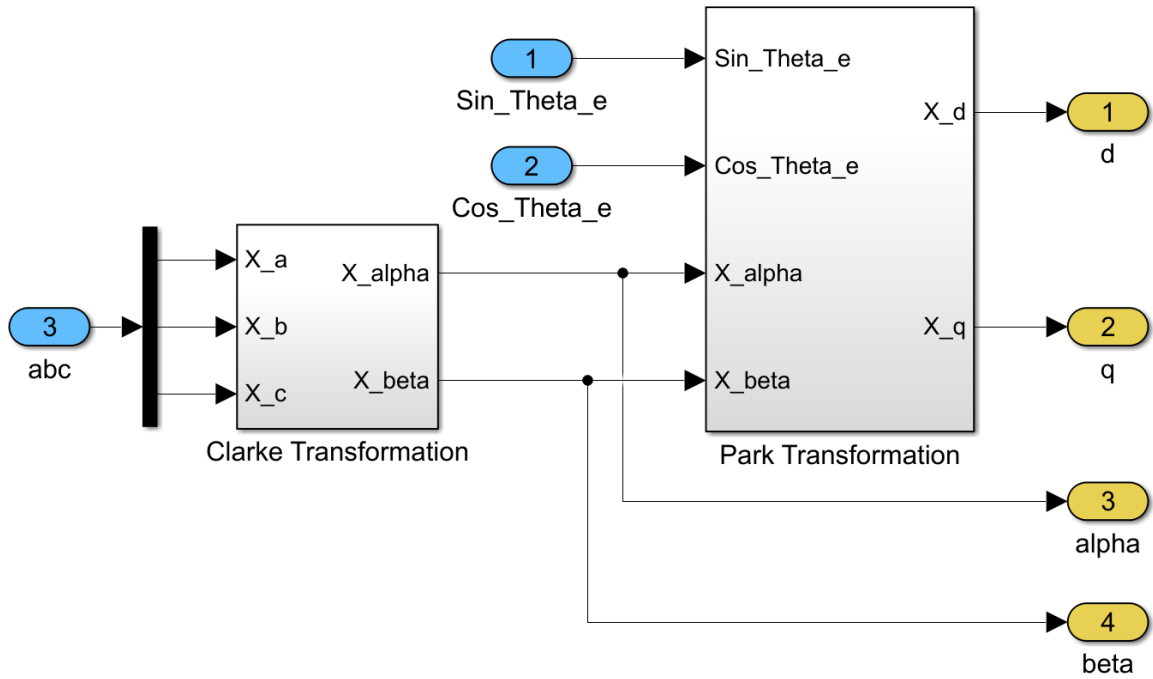 1
Sin_Theta_e
2
Cos_Theta_e
3
abc
X_a
X_b
X_c
X_alpha
X_beta
Clarke Transformation
Sin_Theta_e
Cos_Theta_e
X_alpha
X_beta
X_d
X_q
Park Transformation
1
d
2
q
3
alpha
4
beta